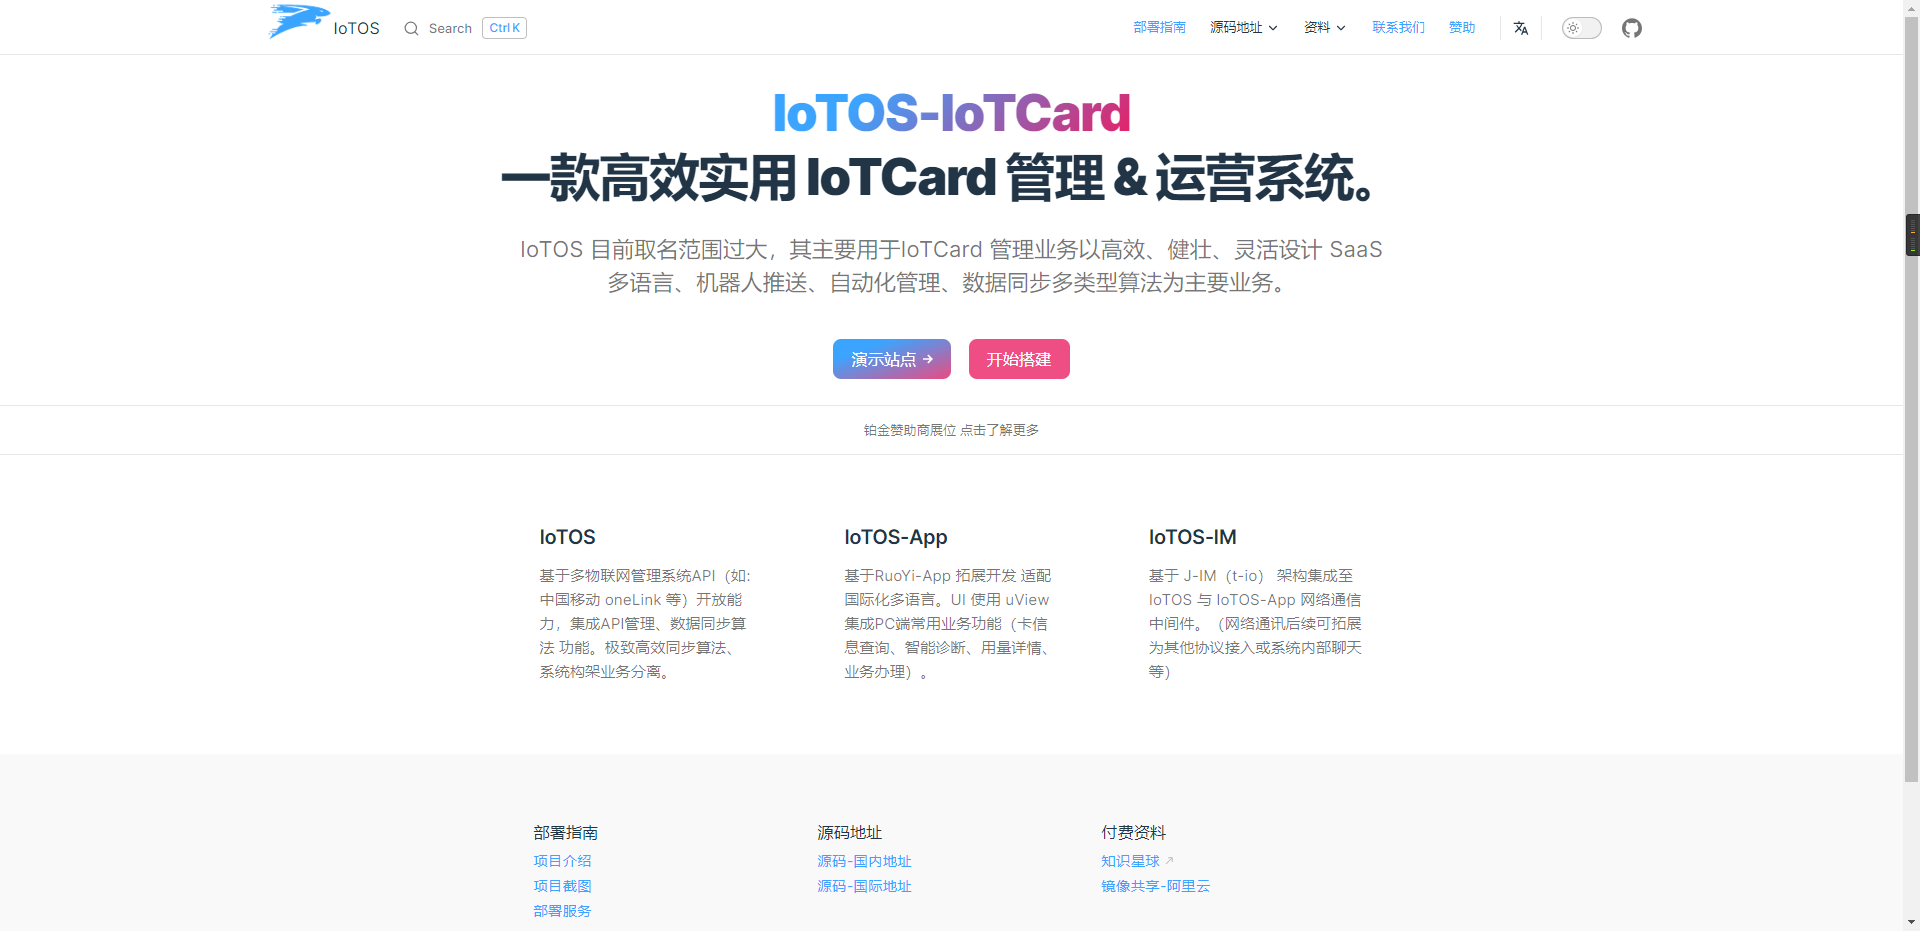 IoTOS
Search Ctrl K
部署指南 源码地址 资料 联系我们 赞助
IoTOS-IoTCard
一款高效实用 IoTCard 管理 & 运营系统。
IoTOS 目前取名范围过大，其主要用于IoTCard 管理业务以高效、健壮、灵活设计 SaaS
多语言、机器人推送、自动化管理、数据同步多类型算法为主要业务。
演示站点 →
开始搭建
铂金赞助商展位 点击了解更多
IoTOS
基于多物联网管理系统API（如:
中国移动 oneLink 等）开放能
力，集成API管理、数据同步算
法 功能。极致高效同步算法、
系统构架业务分离。
IoTOS-App
基于RuoYi-App 拓展开发 适配
国际化多语言。UI 使用 uView
集成PC端常用业务功能（卡信
息查询、智能诊断、用量详情、
业务办理）。
IoTOS-IM
基于 J-IM（t-io） 架构集成至
IoTOS 与 IoTOS-App 网络通信
中间件。（网络通讯后续可拓展
为其他协议接入或系统内部聊天
等）
部署指南
项目介绍
项目截图
部署服务
源码地址
源码-国内地址
源码-国际地址
付费资料
知识星球
镜像共享-阿里云